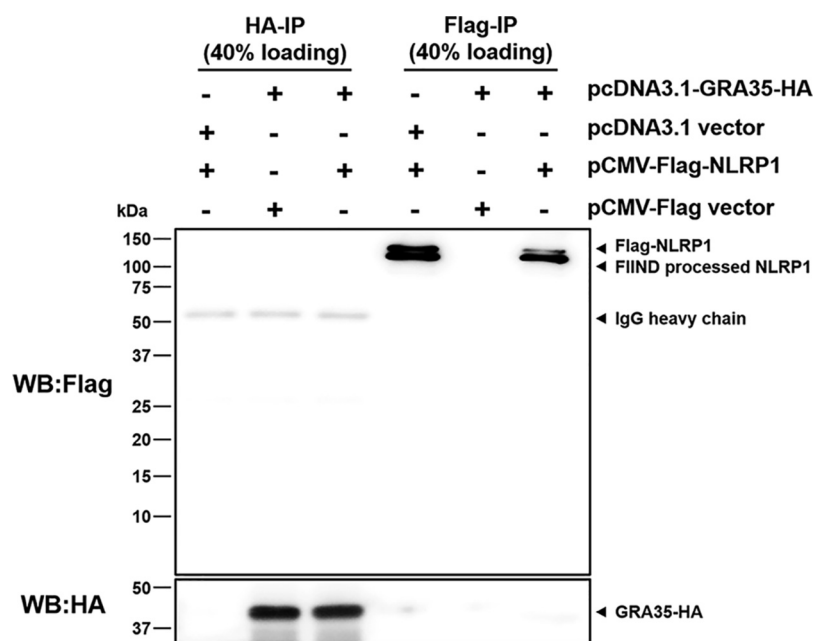 HA-IP
(40% loading)
Flag-IP
(40% loading)
- + + - + + pcDNA3.1-GRA35-HA
+ - - + - - pcDNA3.1 vector
+ - + + - + pCMV-Flag-NLRP1
- + - - + - pCMV-Flag vector
kDa
150
100
75
50
37
25
20
15
10
Flag-NLRP1
FIIND processed NLRP1
IgG heavy chain
WB:Flag
50
37
WB:HA
GRA35-HA